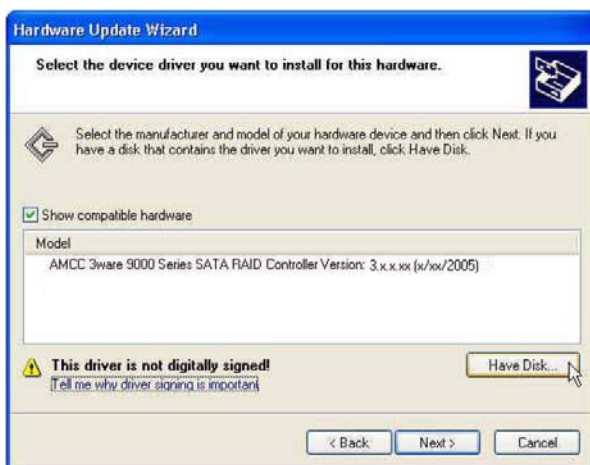 Hardware Update Wizard
Select the device driver you want to install for this hardware.
Select the manufacturer and model of your hardware device and then click Next. If you
have a disk that contains the driver you want to install, click Have Disk.
Show compatible hardware
Model
AMCC 3ware 9000 Series SATA RAID Controller Version: 3.x.x.xx (x/xx/2005)
This driver is not digitally signed!
Have Disk...
Tell me why driver signing is important
< Back
Next >
Cancel